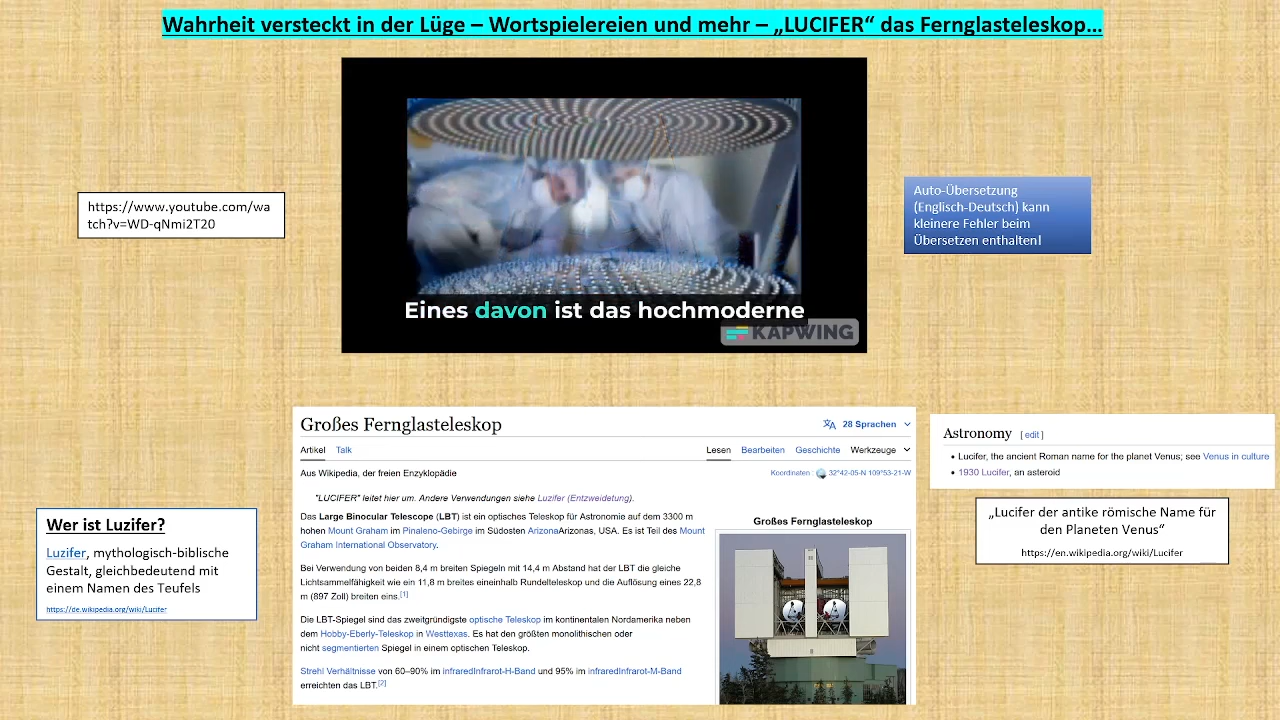 Wahrheit versteckt in der Lüge – Wortspielereien und mehr – „LUCIFER“ das Fernglasteleskop...
https://www.youtube.com/wa
tch?v=WD-qNmi2T20
Eines davon ist das hochmoderne
KAPWING
Auto-Übersetzung
(Englisch-Deutsch) kann
kleinere Fehler beim
Übersetzen enthalten!
Wer ist Luzifer?
Luzifer, mythologisch-biblische
Gestalt, gleichbedeutend mit
einem Namen des Teufels
https://de.wikipedia.org/wiki/Lucifer
Großes Fernglasteleskop
28 Sprachen
Artikel Talk Lesen Bearbeiten Geschichte Werkzeuge
Aus Wikipedia, der freien Enzyklopädie
Koordinaten : 32°42-05-N 109°53-21-W
"LUCIFER" leitet hier um. Andere Verwendungen siehe Luzifer (Entzweidetung).
Das Large Binocular Telescope (LBT) ist ein optisches Teleskop für Astronomie auf dem 3300 m
hohen Mount Graham im Pinaleno-Gebirge im Südosten ArizonaArizonas, USA. Es ist Teil des Mount
Graham International Observatory.
Bei Verwendung von beiden 8,4 m breiten Spiegeln mit 14,4 m Abstand hat der LBT die gleiche
Lichtsammelfähigkeit wie ein 11,8 m breites eineinhalb Rundelteleskop und die Auflösung eines 22,8
m (897 Zoll) breiten eins.[1]
Die LBT-Spiegel sind das zweitgründigste optische Teleskop im kontinentalen Nordamerika neben
dem Hobby-Eberly-Teleskop in Westtexas. Es hat den größten monolithischen oder
nicht segmentierten Spiegel in einem optischen Teleskop.
Strehl Verhältnisse von 60–90% im infraredInfrarot-H-Band und 95% im infraredInfrarot-M-Band
erreichten das LBT.[2]
Großes Fernglasteleskop
Astronomy [ edit ]
• Lucifer, the ancient Roman name for the planet Venus; see Venus in culture
• 1930 Lucifer, an asteroid
„Lucifer der antike römische Name für
den Planeten Venus“
https://en.wikipedia.org/wiki/Lucifer